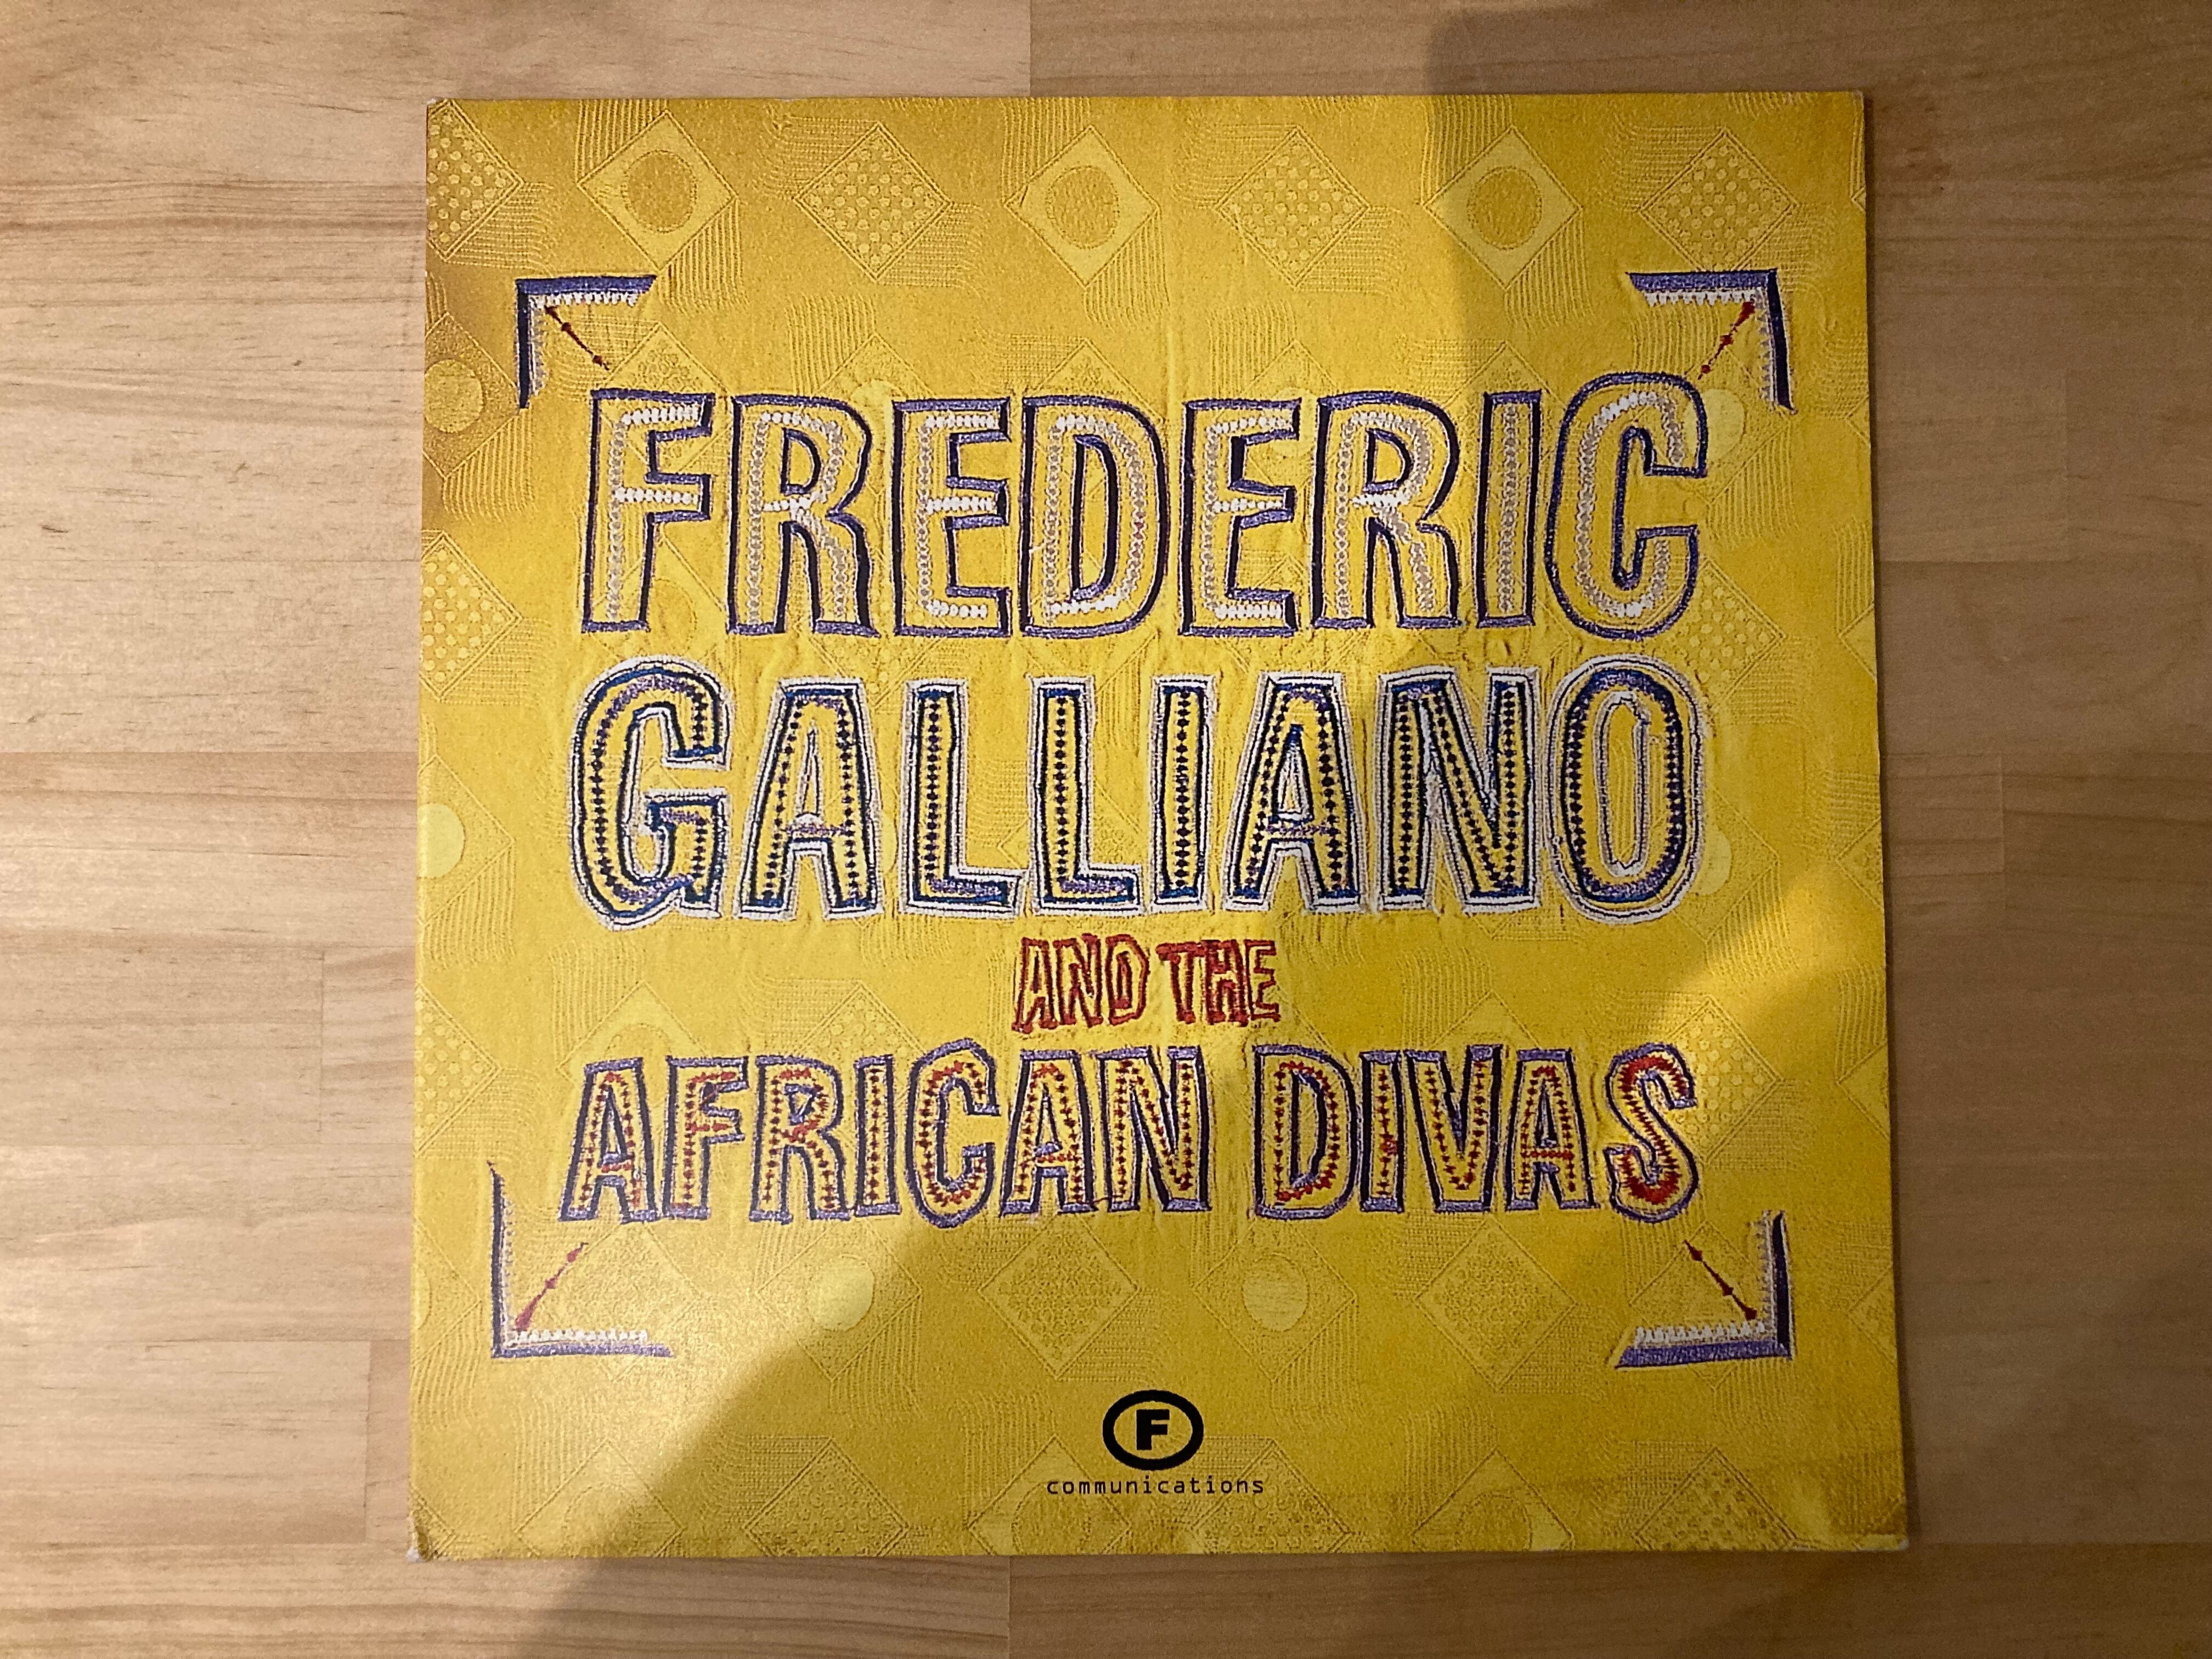 FREDERIC
GALLIANO
AND THE
AFRICAN DIVAS
F
communications